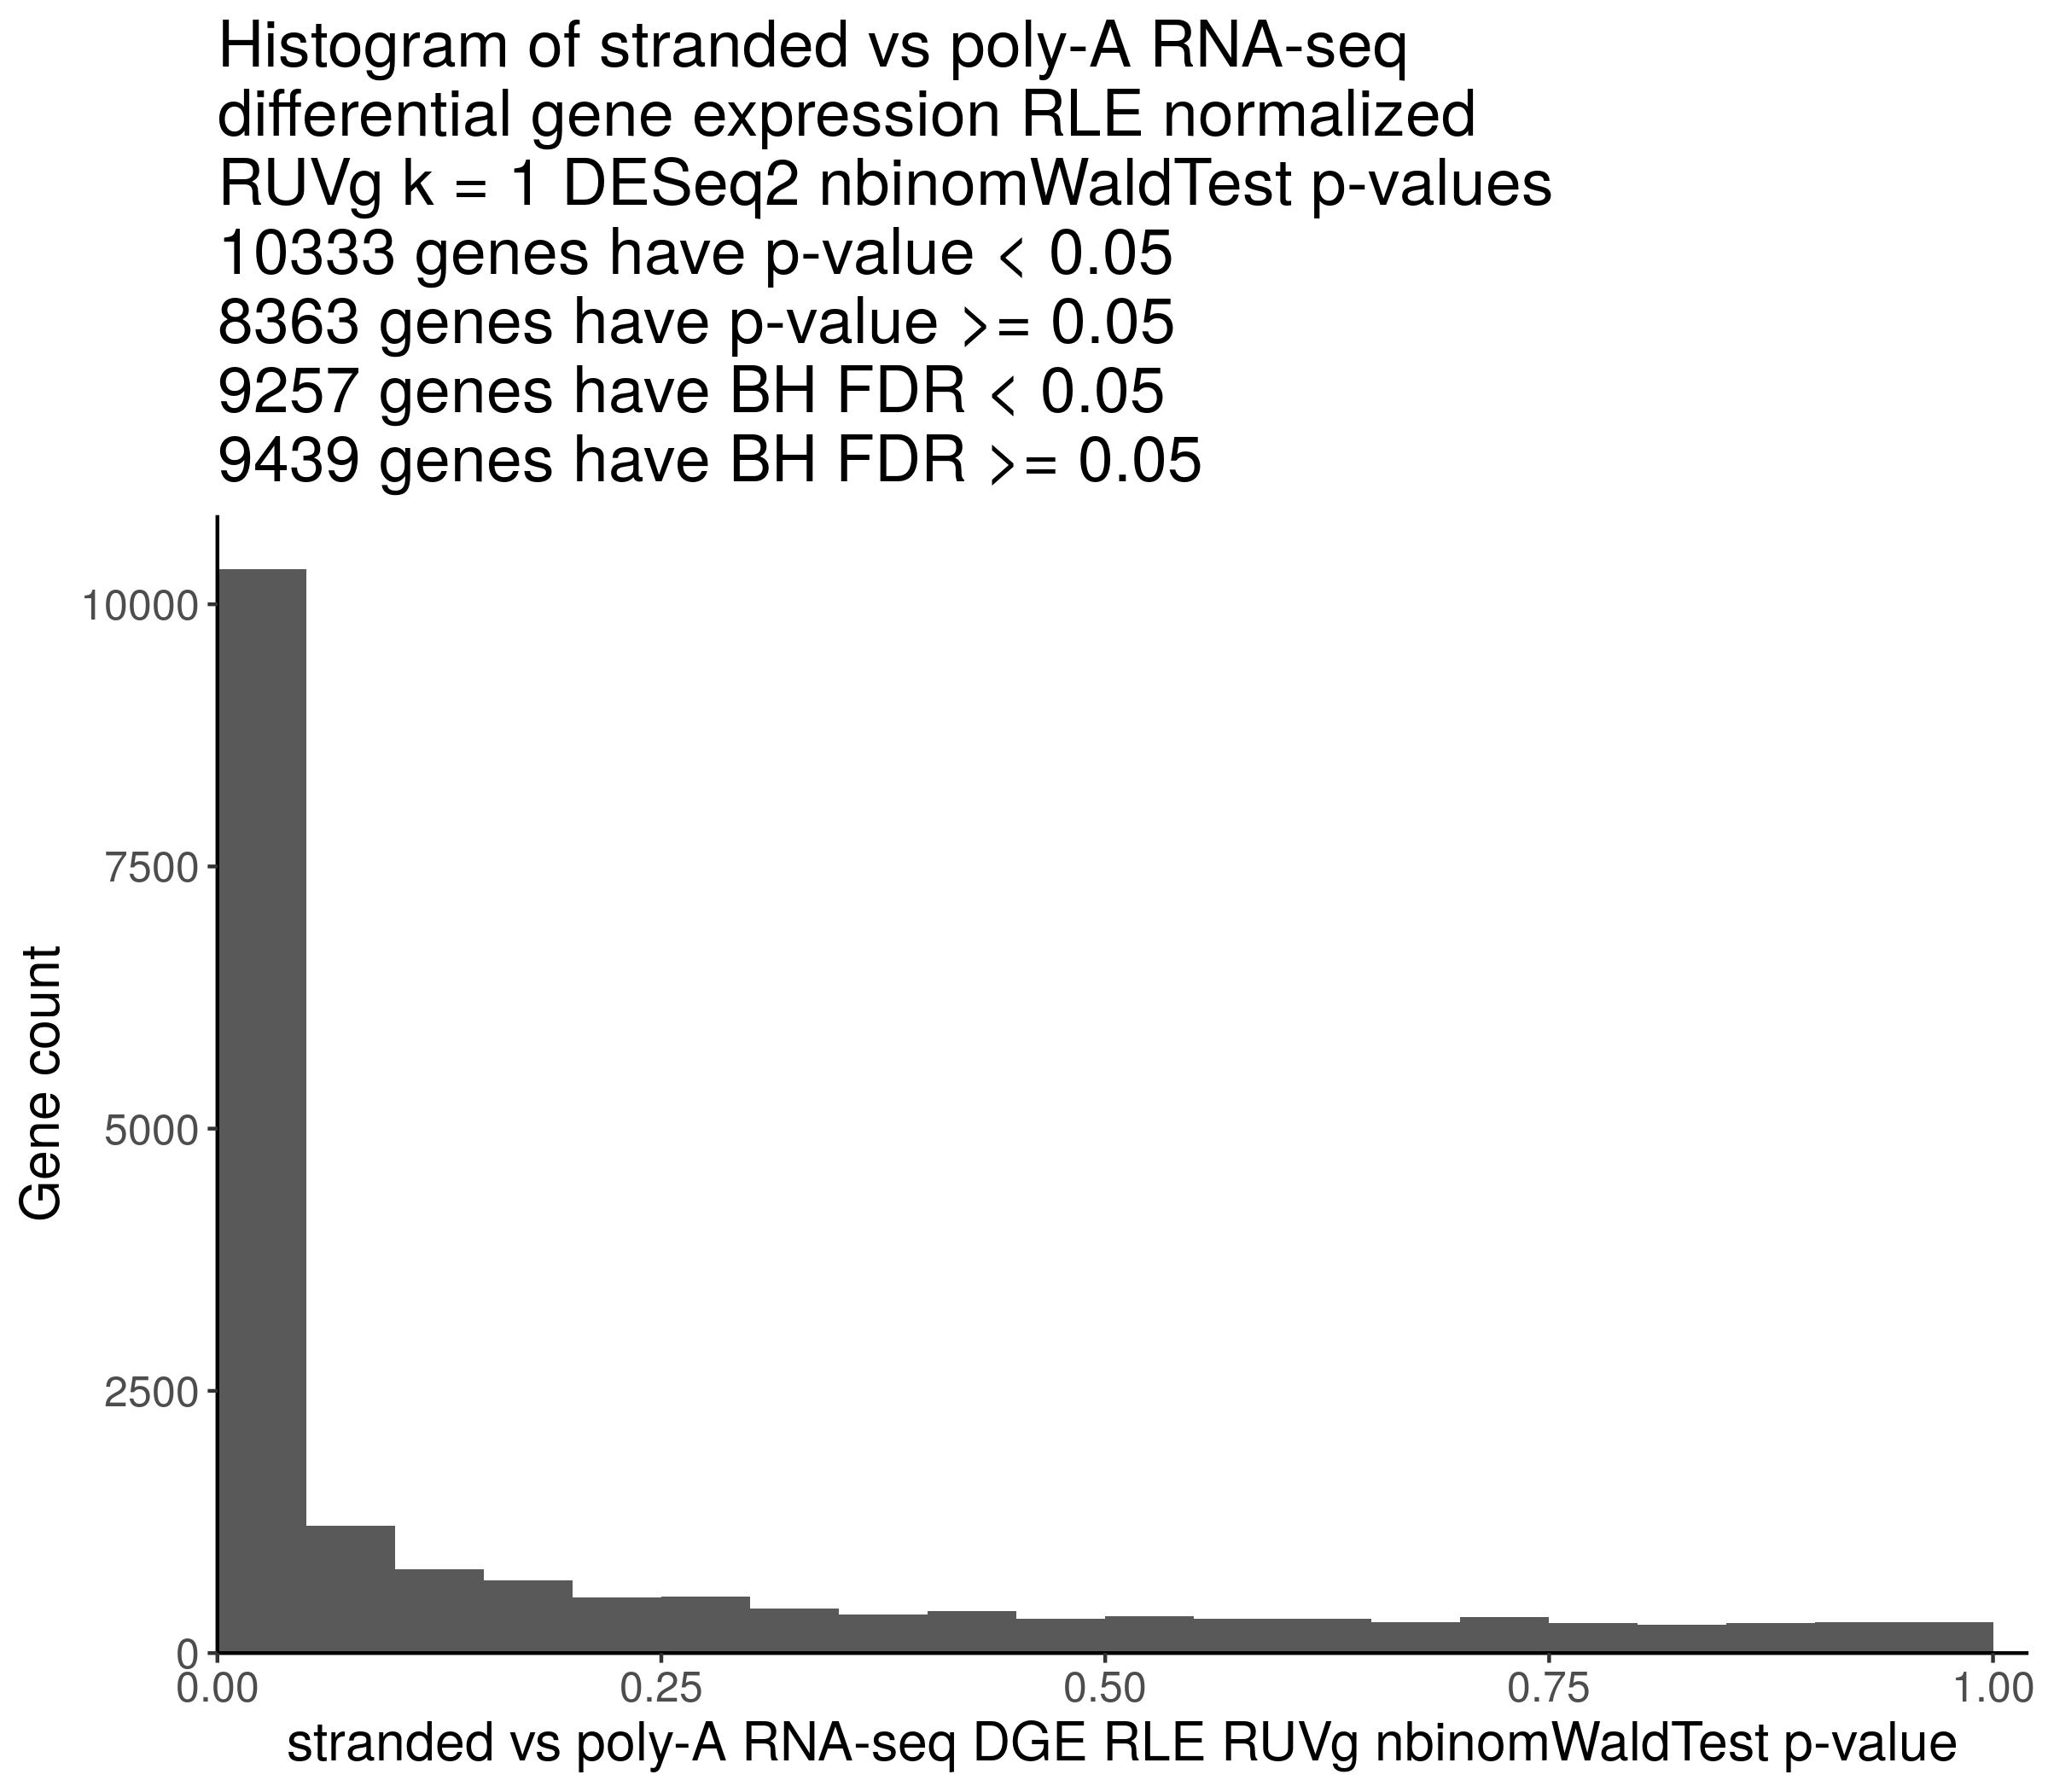 Histogram of stranded vs poly-A RNA-seq
differential gene expression RLE normalized
RUVg k = 1 DESeq2 nbinomWaldTest p-values
10333 genes have p-value < 0.05
8363 genes have p-value >= 0.05
9257 genes have BH FDR < 0.05
9439 genes have BH FDR >= 0.05
10000
7500
5000
2500
0
Gene count
0.00 0.25 0.50 0.75 1.00
stranded vs poly-A RNA-seq DGE RLE RUVg nbinomWaldTest p-value